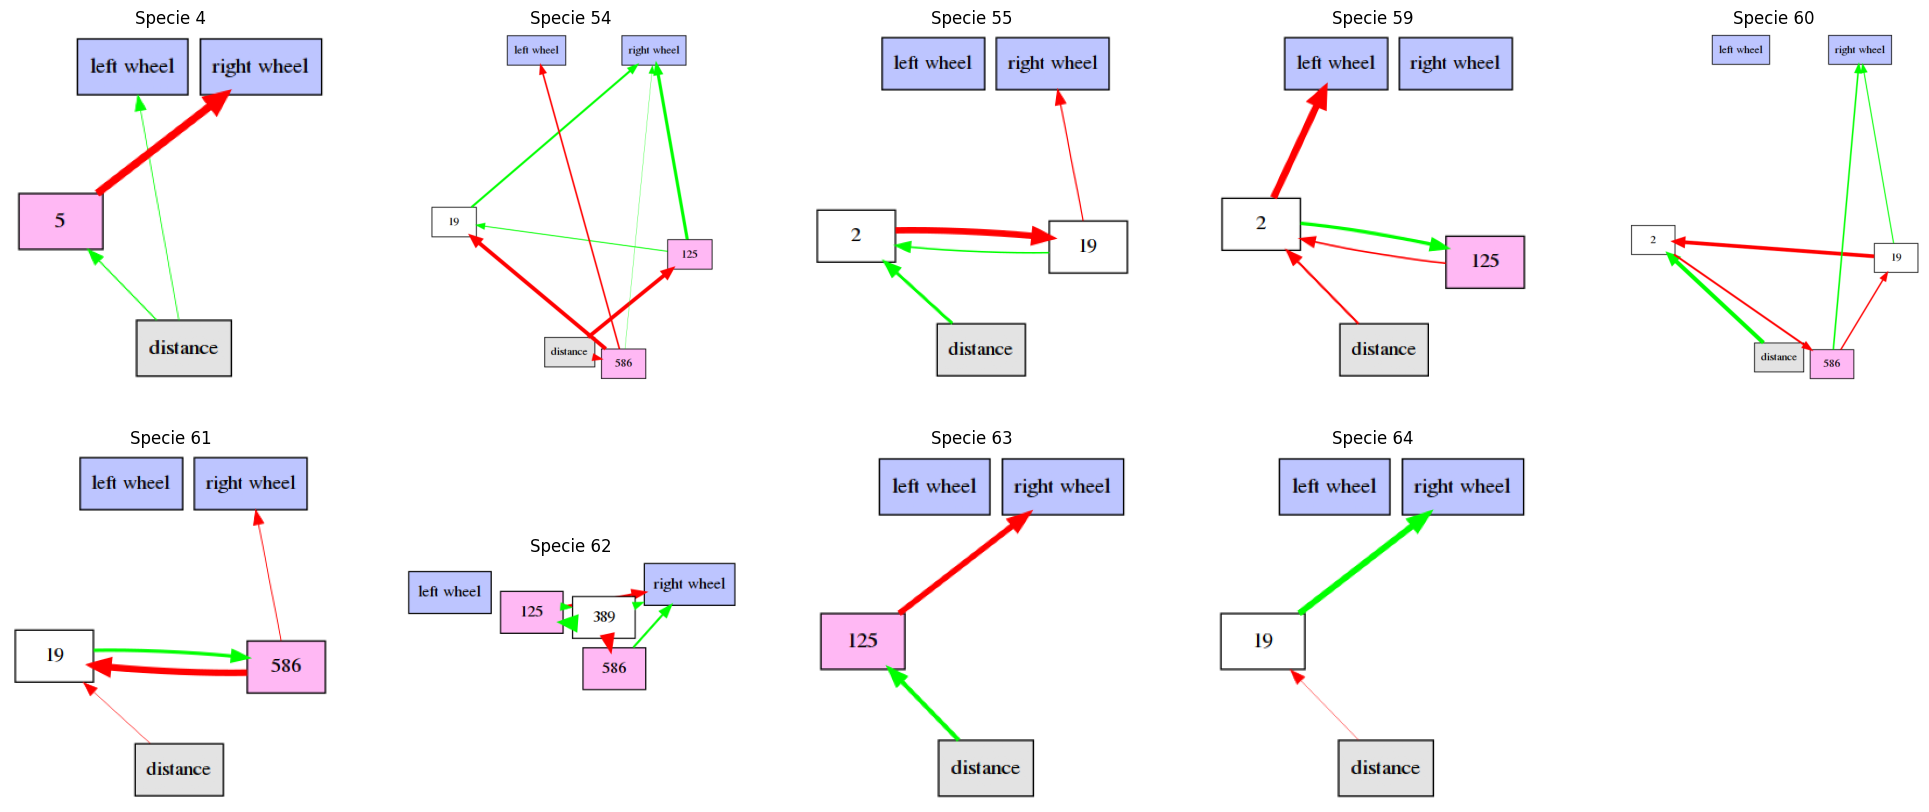 Specie 4
left wheel
right wheel
5
distance
Specie 54
left wheel
right wheel
19
125
distance
586
Specie 55
left wheel
right wheel
2
19
distance
Specie 59
left wheel
right wheel
2
125
distance
Specie 60
left wheel
right wheel
2
19
distance
586
Specie 61
left wheel
right wheel
19
586
distance
Specie 62
left wheel
125
389
right wheel
586
Specie 63
left wheel
right wheel
125
distance
Specie 64
left wheel
right wheel
19
distance